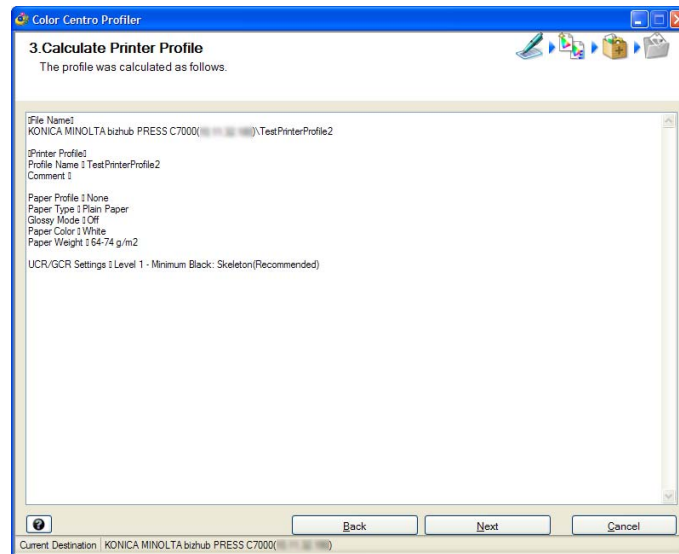 Color Centro Profiler
3.Calculate Printer Profile
The profile was calculated as follows.
▯File Name▯
KONICA MINOLTA bizhub PRESS C7000( )\TestPrinterProfile2
▯Printer Profile▯
Profile Name ▯ TestPrinterProfile2
Comment ▯
Paper Profile ▯ None
Paper Type ▯ Plain Paper
Glossy Mode ▯ Off
Paper Color ▯ White
Paper Weight ▯ 64-74 g/m2
UCR/GCR Settings ▯ Level 1 - Minimum Black: Skeleton(Recommended)
? Back Next Cancel
Current Destination KONICA MINOLTA bizhub PRESS C7000( )